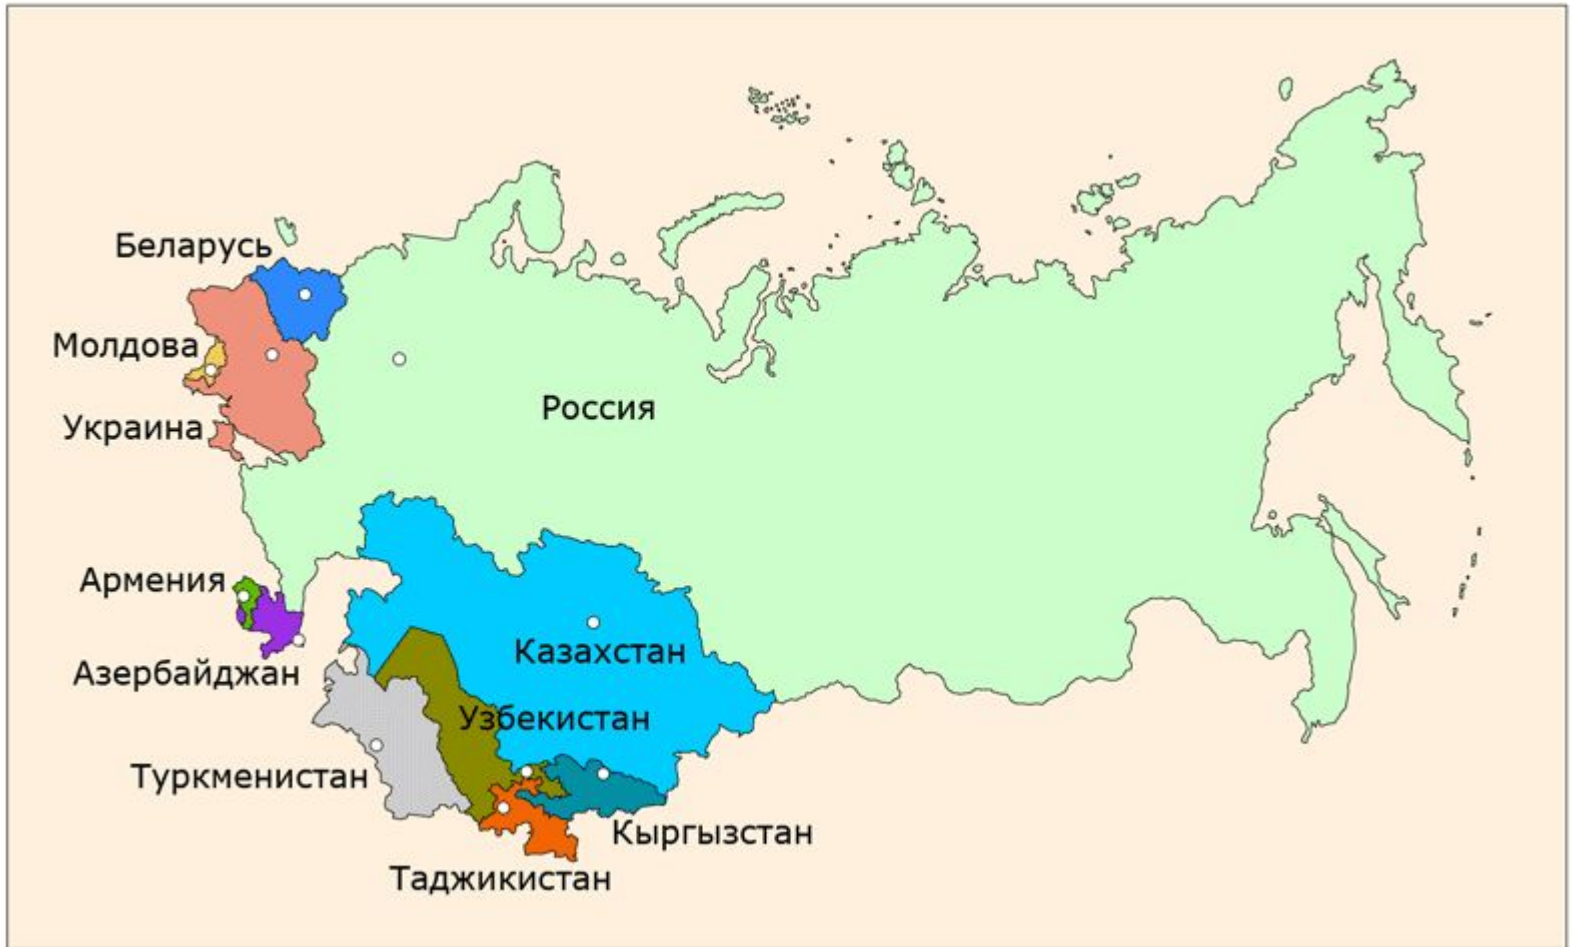 Беларусь
Молдова
Россия
Украина
Армения
Казахстан
Азербайджан
Узбекистан
Туркменистан
Кыргызстан
Таджикистан